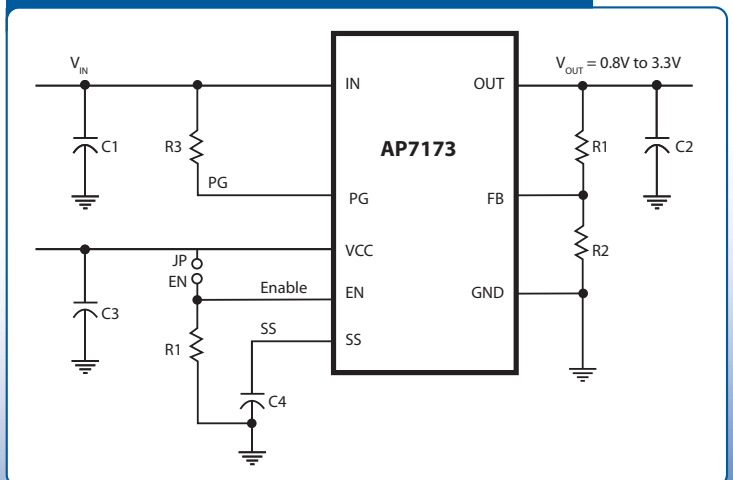 V_IN
V_OUT = 0.8V to 3.3V
IN
OUT
C1
R3
AP7173
R1
C2
PG
PG
FB
VCC
R2
JP
EN
Enable
EN
GND
C3
R1
SS
SS
C4